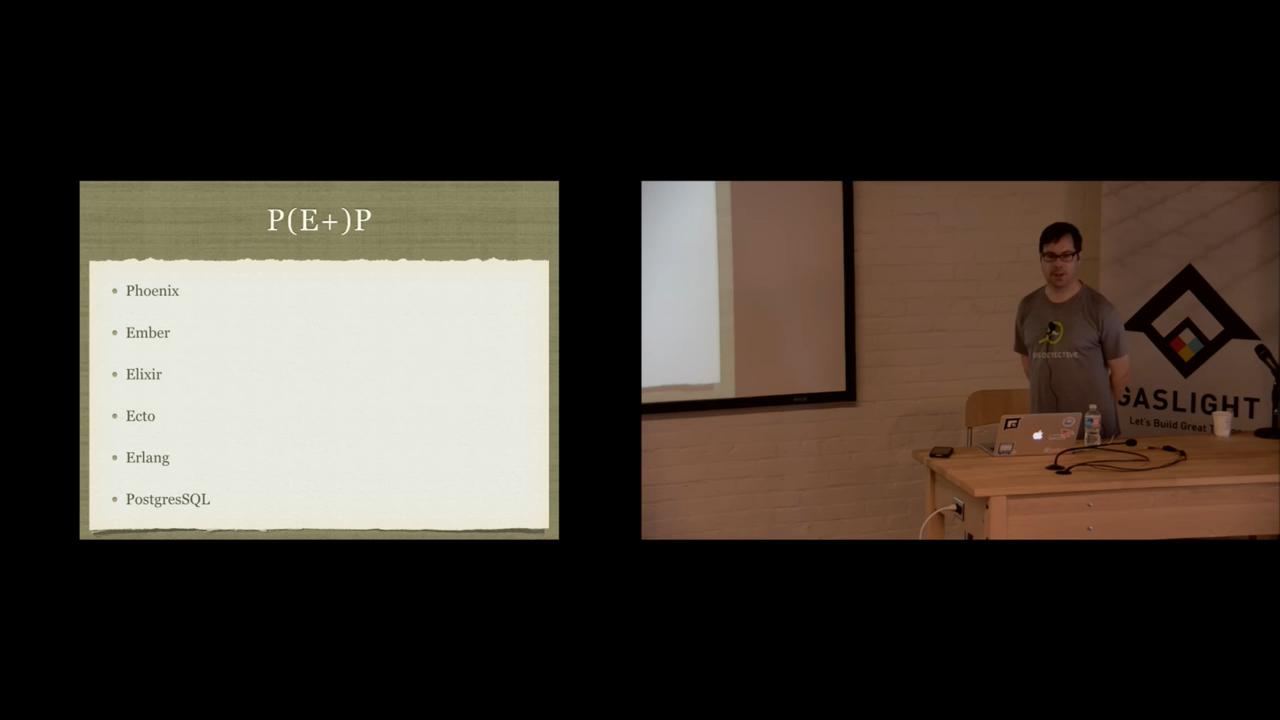 P(E+)P
Phoenix
Ember
Elixir
Ecto
Erlang
PostgresSQL
GASLIGHT
Let's Build Great